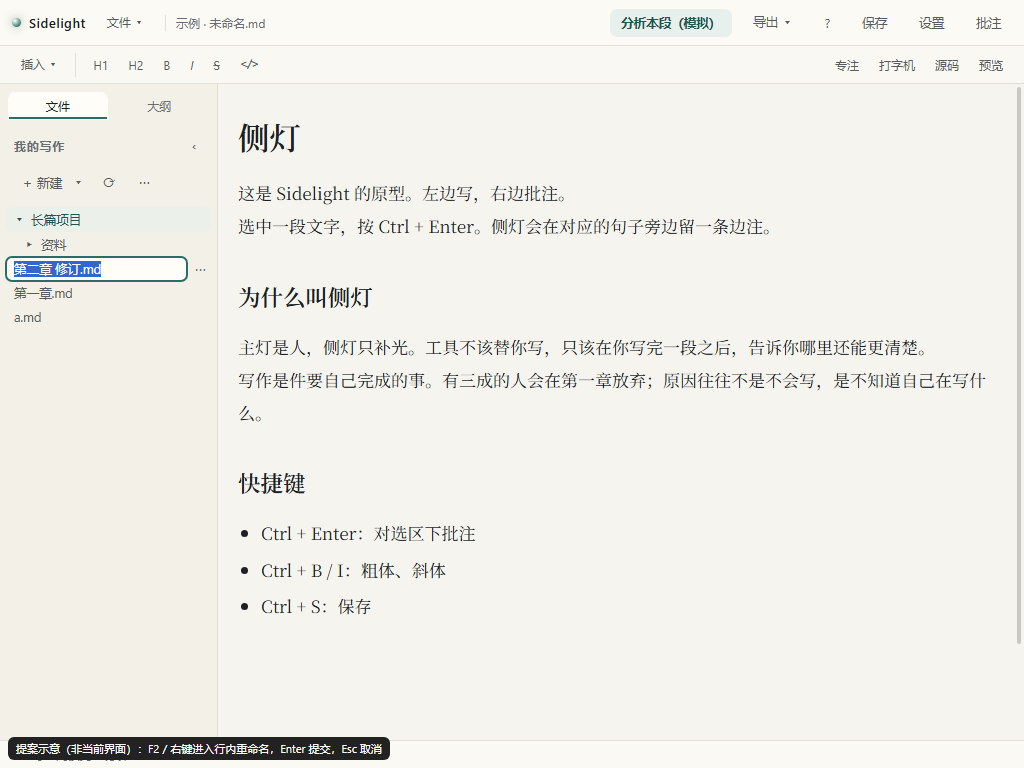 Sidelight 文件 示例 · 未命名.md 分析本段（模拟） 导出 ? 保存 设置 批注
插入 H1 H2 B I S </> 专注 打字机 源码 预览
文件 大纲
我的写作 ‹
+ 新建 ···
长篇项目
资料
第二章 修订.md ···
第一章.md
a.md
侧灯
这是 Sidelight 的原型。左边写，右边批注。
选中一段文字，按 Ctrl + Enter。侧灯会在对应的句子旁边留一条边注。
为什么叫侧灯
主灯是人，侧灯只补光。工具不该替你写，只该在你写完一段之后，告诉你哪里还能更清楚。
写作是件要自己完成的事。有三成的人会在第一章放弃；原因往往不是不会写，是不知道自己在写什
么。
快捷键
Ctrl + Enter：对选区下批注
Ctrl + B / I：粗体、斜体
Ctrl + S：保存
提案示意（非当前界面）：F2 / 右键进入行内重命名，Enter 提交，Esc 取消